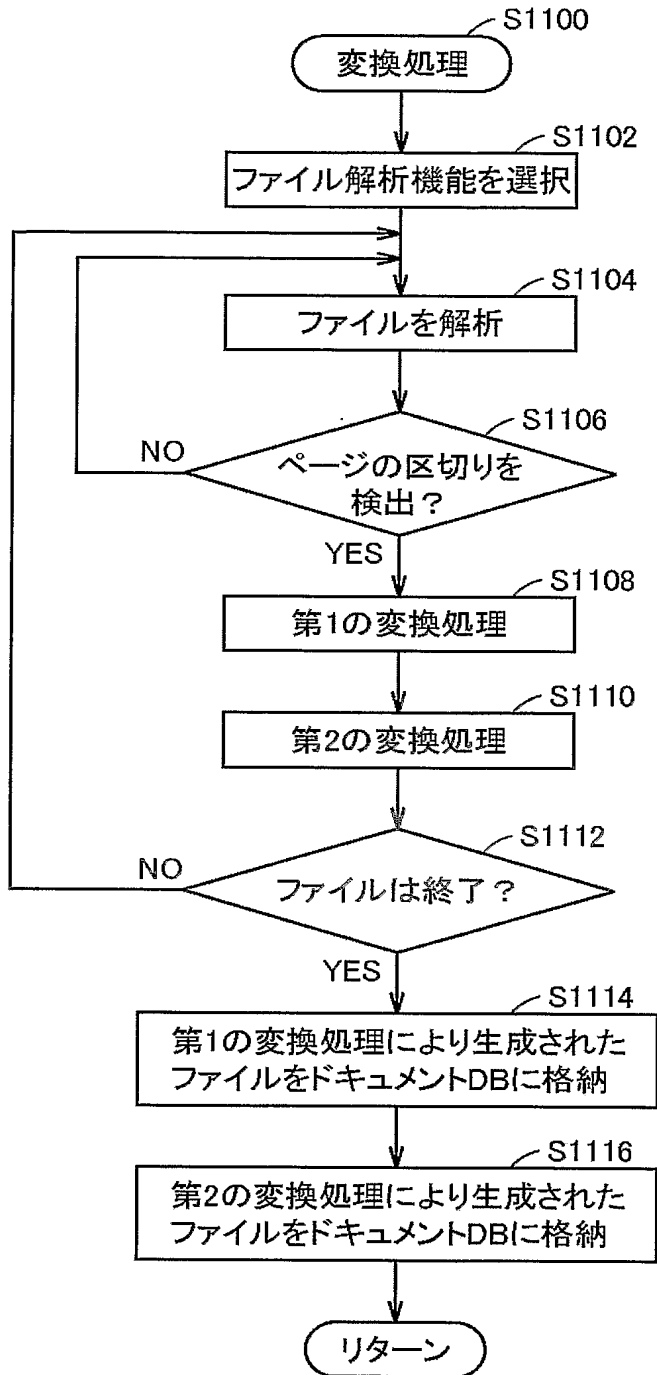 S1100
変換処理
S1102
ファイル解析機能を選択
S1104
ファイルを解析
S1106
NO
ページの区切りを
検出？
YES
S1108
第1の変換処理
S1110
第2の変換処理
S1112
NO
ファイルは終了？
YES
S1114
第1の変換処理により生成された
ファイルをドキュメントDBに格納
S1116
第2の変換処理により生成された
ファイルをドキュメントDBに格納
リターン